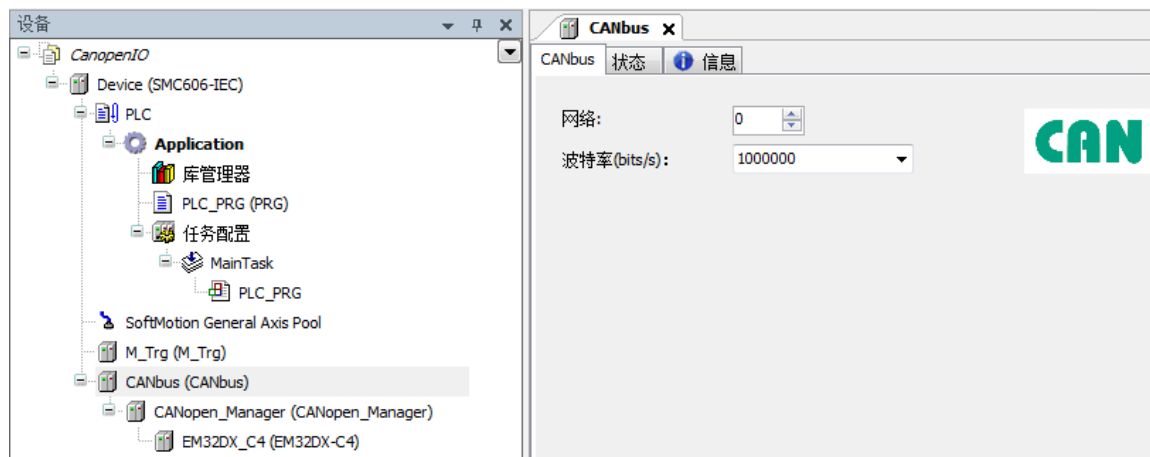 设备
CanopenIO
Device (SMC606-IEC)
PLC
Application
库管理器
PLC_PRG (PRG)
任务配置
MainTask
PLC_PRG
SoftMotion General Axis Pool
M_Trg (M_Trg)
CANbus (CANbus)
CANopen_Manager (CANopen_Manager)
EM32DX_C4 (EM32DX-C4)
CANbus
CANbus 状态 信息
网络: 0
波特率(bits/s): 1000000
CAN